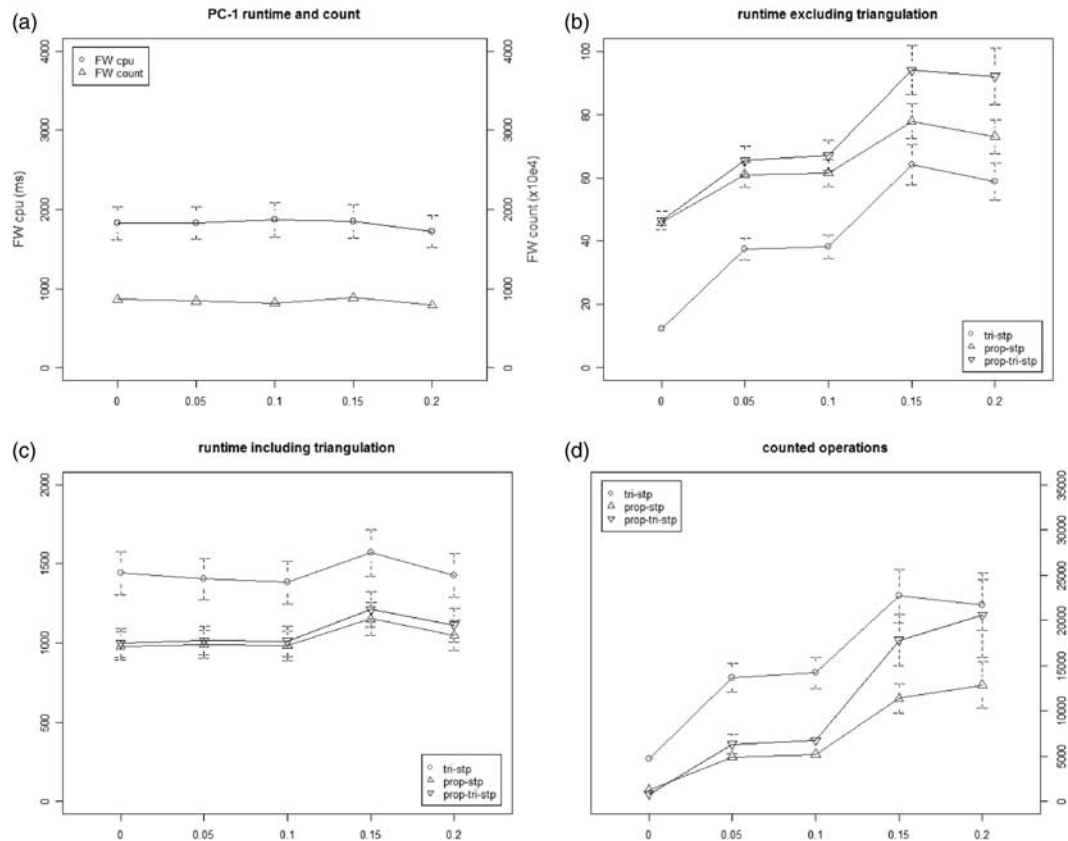 (a)
PC-1 runtime and count
FW cpu
FW count
FW cpu (ms)
0
1000
2000
3000
4000
FW count (x10e4)
0
1000
2000
3000
4000
0 0.05 0.1 0.15 0.2
(b)
runtime excluding triangulation
0
20
40
60
80
100
tri-stp
prop-stp
prop-tri-stp
0 0.05 0.1 0.15 0.2
(c)
runtime including triangulation
0
500
1000
1500
2000
tri-stp
prop-stp
prop-tri-stp
0 0.05 0.1 0.15 0.2
(d)
counted operations
tri-stp
prop-stp
prop-tri-stp
0
5000
10000
15000
20000
25000
30000
35000
0 0.05 0.1 0.15 0.2